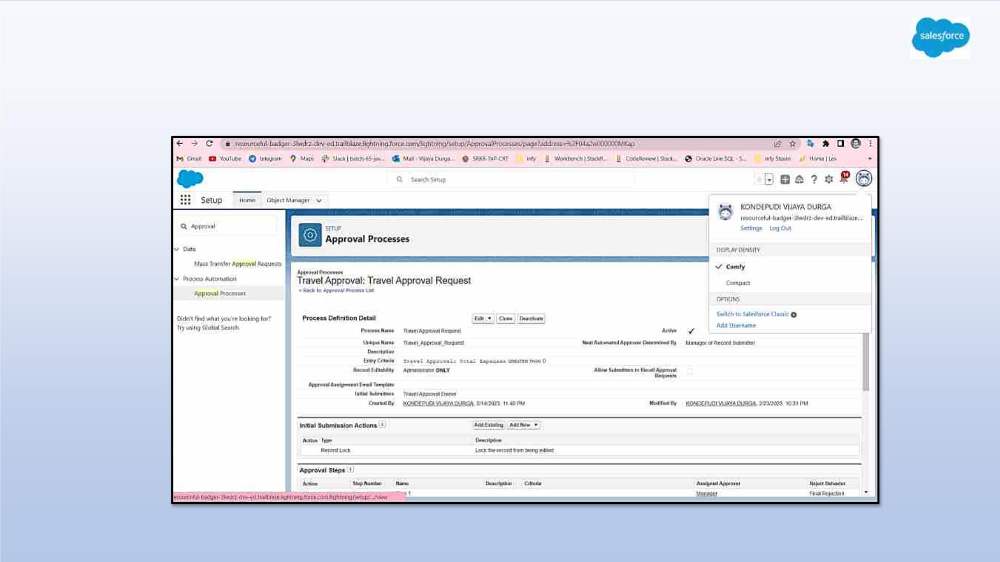 salesforce
resourceful-badger-3lwdrz-dev-ed.trailblaze.lightning.force.com/lightning/setup/ApprovalProcesses/page?address=%2F04a2w000000MKap
Gmail YouTube telegram Maps Slack | batch-65-jav... Mail - Vijaya Durga... SRKR-TnP-CRT infy Workbench | Stackfl... CodeReview | Stack... Oracle Live SQL - S... infy Steam Home | Lex
Search Setup
14
Setup Home Object Manager
KONDEPUDI VIJAYA DURGA
resourceful-badger-3lwdrz-dev-ed.trailblaze....
Settings Log Out
DISPLAY DENSITY
Comfy
Compact
OPTIONS
Switch to Salesforce Classic
Add Username
Approval
Data
Mass Transfer Approval Requests
Process Automation
Approval Processes
Didn't find what you're looking for?
Try using Global Search.
SETUP
Approval Processes
Approval Processes
Travel Approval: Travel Approval Request
« Back to Approval Process List
Process Definition Detail Edit Clone Deactivate
Process Name Travel Approval Request Active
Unique Name Travel_Approval_Request Next Automated Approver Determined By Manager of Record Submitter
Description
Entry Criteria Travel Approval: Total Expenses GREATER THAN 0
Record Editability Administrator ONLY Allow Submitters to Recall Approval
Requests
Approval Assignment Email Template
Initial Submitters Travel Approval Owner
Created By KONDEPUDI VIJAYA DURGA, 2/14/2023, 11:40 PM Modified By KONDEPUDI VIJAYA DURGA, 2/23/2023, 10:31 PM
Initial Submission Actions Add Existing Add New
Action Type Description
Record Lock Lock the record from being edited
Approval Steps
Action Step Number Name Description Criteria Assigned Approver Reject Behavior
1 Manager Final Rejection
resourceful-badger-3lwdrz-dev-ed.trailblaze.lightning.force.com/lightning/setup/.../view